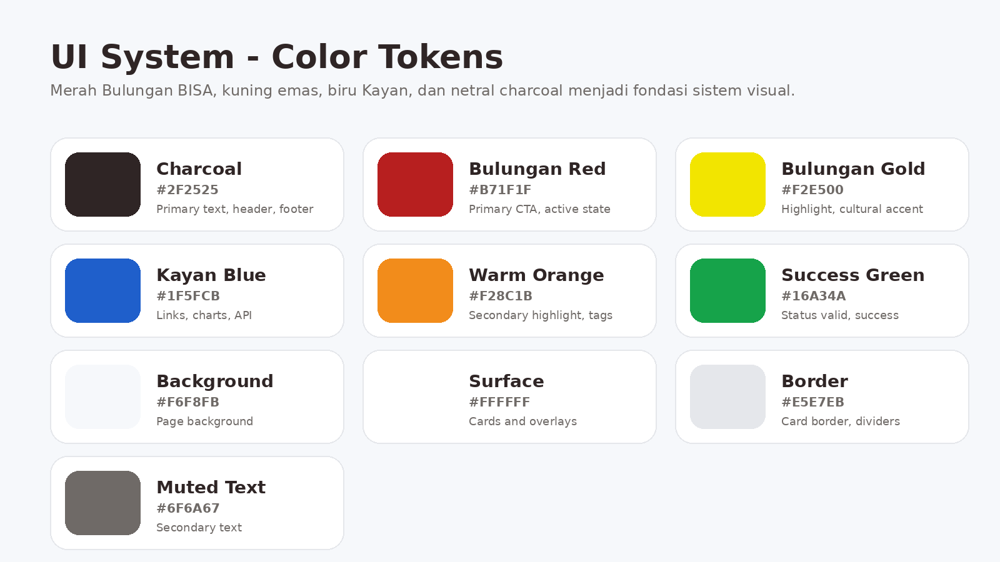 UI System - Color Tokens
Merah Bulungan BISA, kuning emas, biru Kayan, dan netral charcoal menjadi fondasi sistem visual.
Charcoal
#2F2525
Primary text, header, footer
Bulungan Red
#B71F1F
Primary CTA, active state
Bulungan Gold
#F2E500
Highlight, cultural accent
Kayan Blue
#1F5FCB
Links, charts, API
Warm Orange
#F28C1B
Secondary highlight, tags
Success Green
#16A34A
Status valid, success
Background
#F6F8FB
Page background
Surface
#FFFFFF
Cards and overlays
Border
#E5E7EB
Card border, dividers
Muted Text
#6F6A67
Secondary text